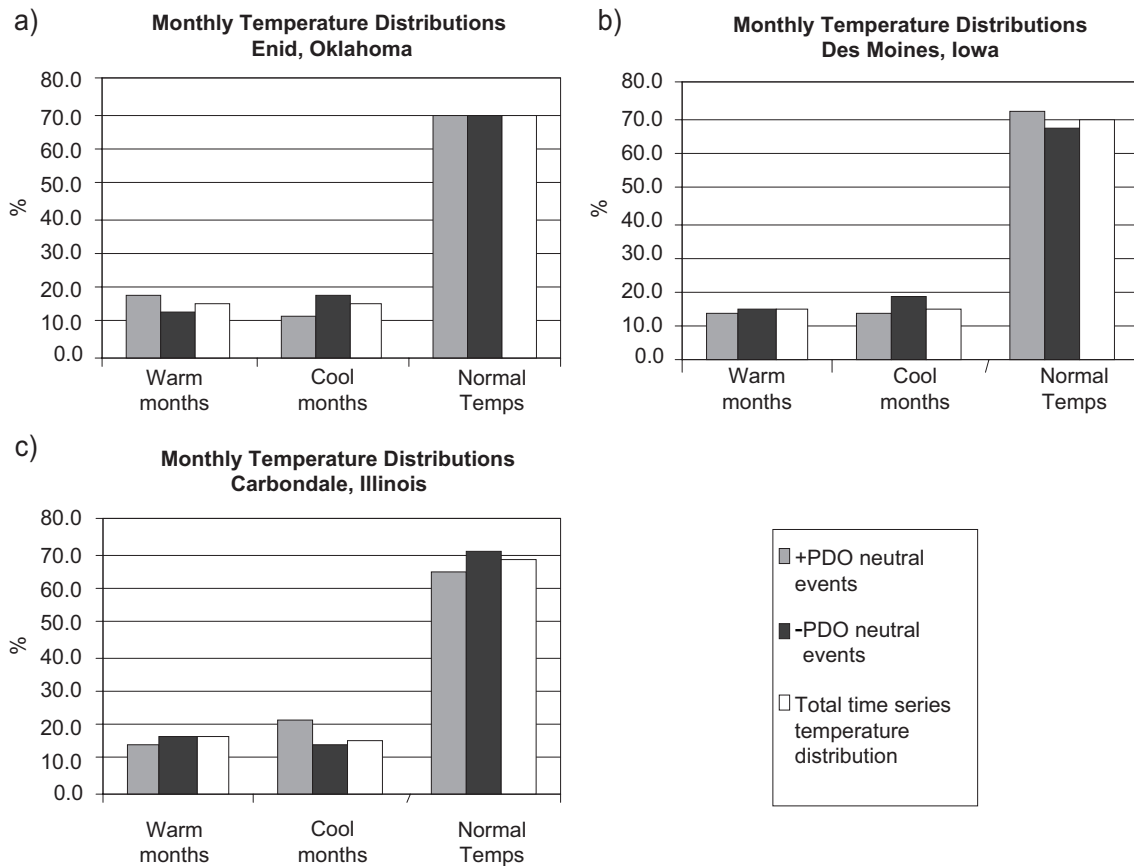 a)
Monthly Temperature Distributions
Enid, Oklahoma
80.0
70.0
60.0
50.0
40.0
30.0
20.0
10.0
0.0
%
Warm
months
Cool
months
Normal
Temps
b)
Monthly Temperature Distributions
Des Moines, Iowa
80.0
70.0
60.0
50.0
40.0
30.0
20.0
10.0
0.0
%
Warm
months
Cool
months
Normal
Temps
c)
Monthly Temperature Distributions
Carbondale, Illinois
80.0
70.0
60.0
50.0
40.0
30.0
20.0
10.0
0.0
%
Warm
months
Cool
months
Normal
Temps
+PDO neutral
events
-PDO neutral
events
Total time series
temperature
distribution